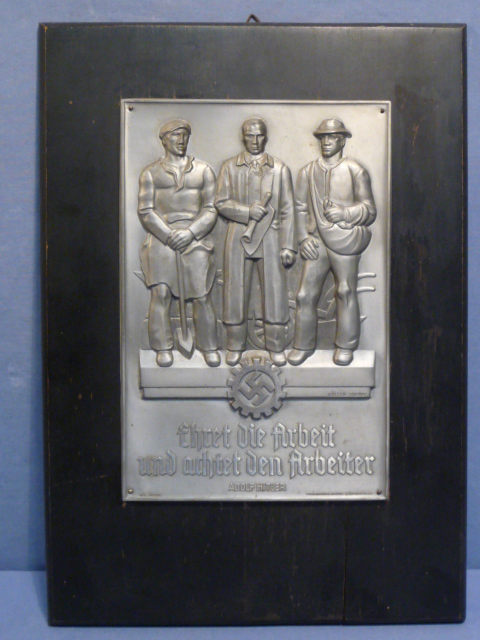 Ehret die Arbeit
und achtet den Arbeiter
ADOLF HITLER